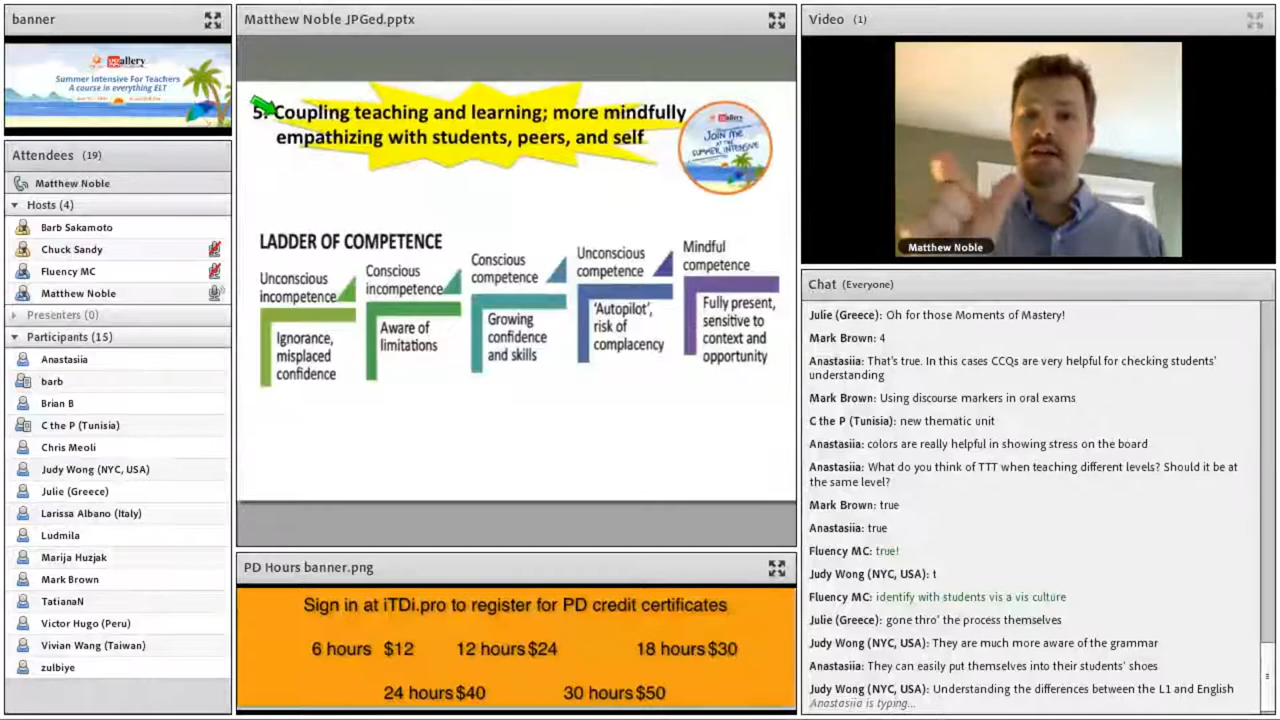 banner
Gallery
Summer Intensive For Teachers
A course in everything ELT
Attendees (19)
Matthew Noble
Hosts (4)
Barb Sakamoto
Chuck Sandy
Fluency MC
Matthew Noble
Presenters (0)
Participants (15)
Anastasiia
barb
Brian B
C the P (Tunisia)
Chris Meoli
Judy Wong (NYC, USA)
Julie (Greece)
Larissa Albano (Italy)
Ludmila
Marija Huzjak
Mark Brown
TatianaN
Victor Hugo (Peru)
Vivian Wang (Taiwan)
zulbiye
Matthew Noble JPGed.pptx
5. Coupling teaching and learning; more mindfully
empathizing with students, peers, and self
JOIN ME
AT THE
SUMMER INTENSIVE
LADDER OF COMPETENCE
Unconscious
incompetence
Ignorance,
misplaced
confidence
Conscious
incompetence
Aware of
limitations
Conscious
competence
Growing
confidence
and skills
Unconscious
competence
'Autopilot',
risk of
complacency
Mindful
competence
Fully present,
sensitive to
context and
opportunity
PD Hours banner.png
Sign in at iTDi.pro to register for PD credit certificates
6 hours $12 12 hours $24 18 hours $30
24 hours $40 30 hours $50
Video (1)
Matthew Noble
Chat (Everyone)
Julie (Greece): Oh for those Moments of Mastery!
Mark Brown: 4
Anastasiia: That's true. In this cases CCQs are very helpful for checking students'
understanding
Mark Brown: Using discourse markers in oral exams
C the P (Tunisia): new thematic unit
Anastasiia: colors are really helpful in showing stress on the board
Anastasiia: What do you think of TTT when teaching different levels? Should it be at
the same level?
Mark Brown: true
Anastasiia: true
Fluency MC: true!
Judy Wong (NYC, USA): t
Fluency MC: identify with students vis a vis culture
Julie (Greece): gone thro' the process themselves
Judy Wong (NYC, USA): They are much more aware of the grammar
Anastasiia: They can easily put themselves into their students' shoes
Judy Wong (NYC, USA): Understanding the differences between the L1 and English
Anastasiia is typing...